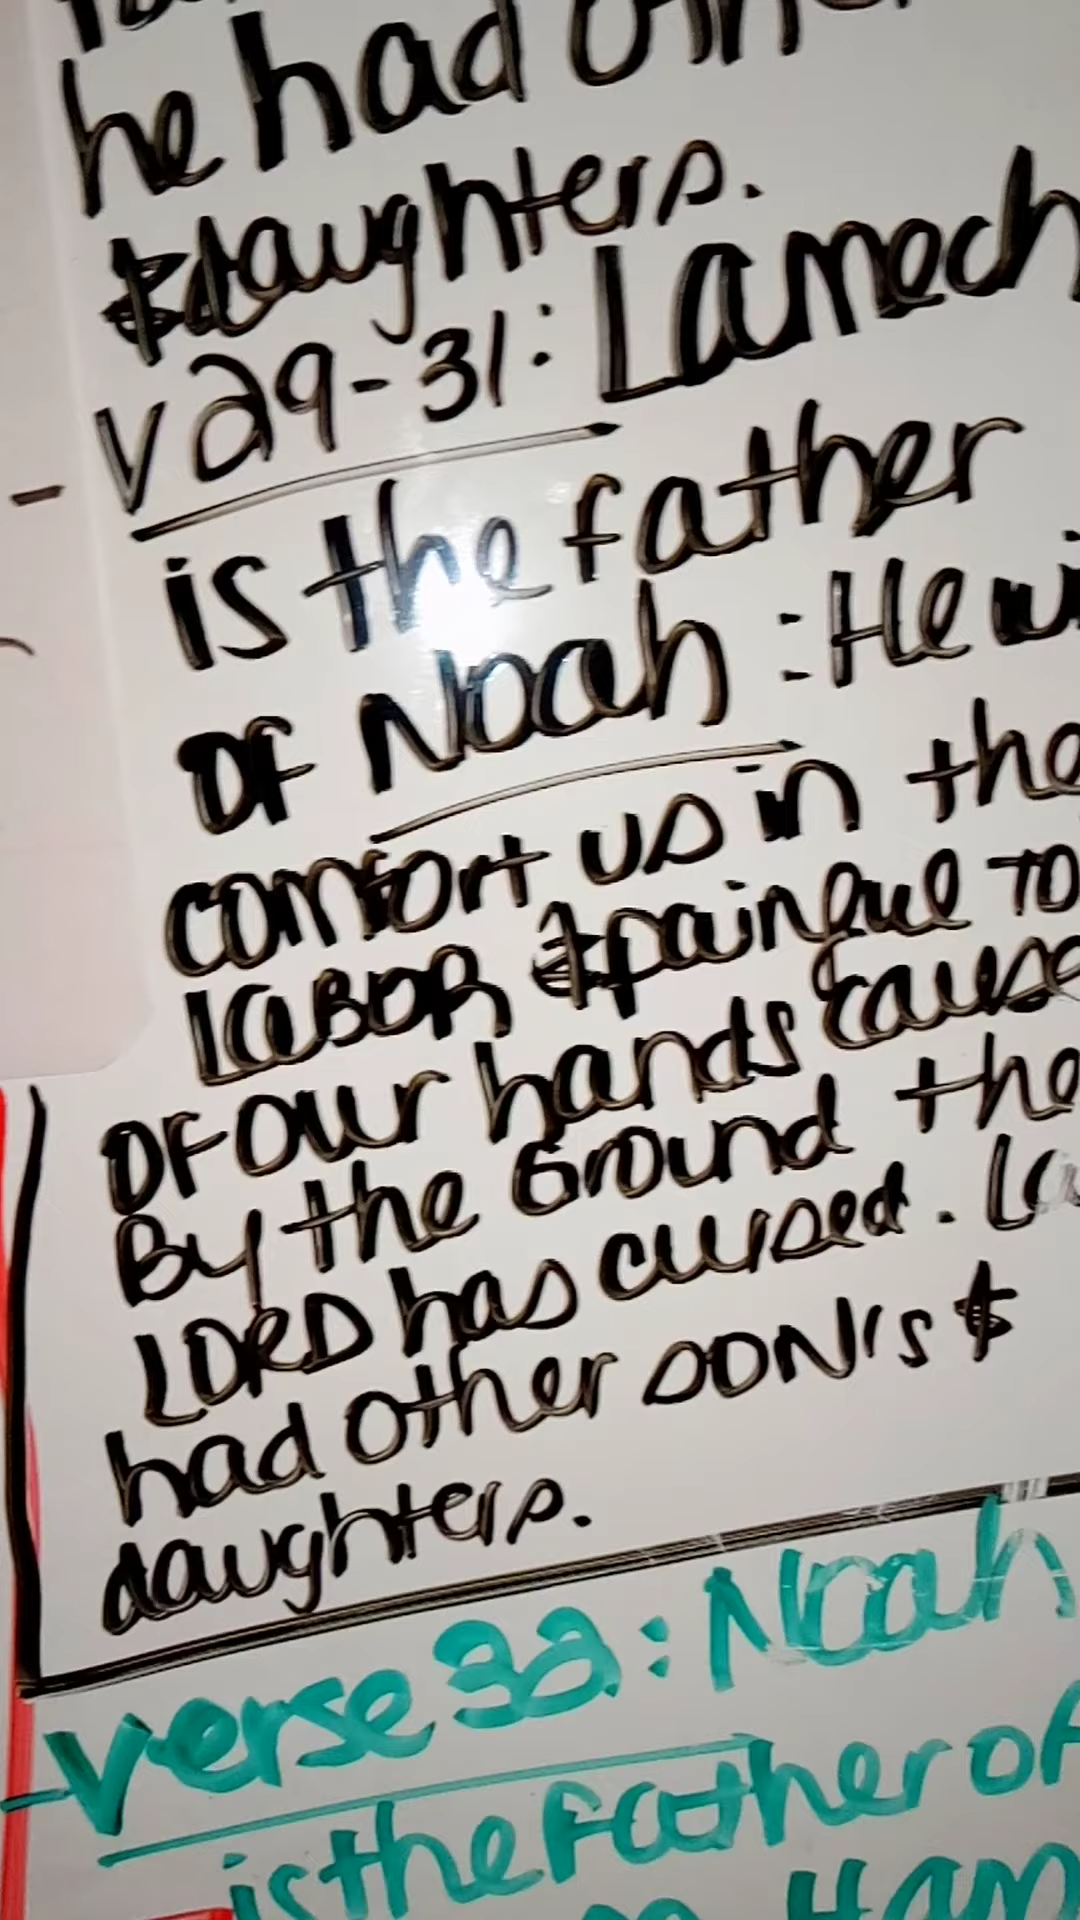 he had
& daughters.
V29-31: Lamech
is the father
OF Noah : He
comfort us in the
laBOR & painful TO
OF our hands cause
By the Ground the
LORD has cursed.
had other SON's &
daughters.
verse 32: Noah
is the Father of
Ham